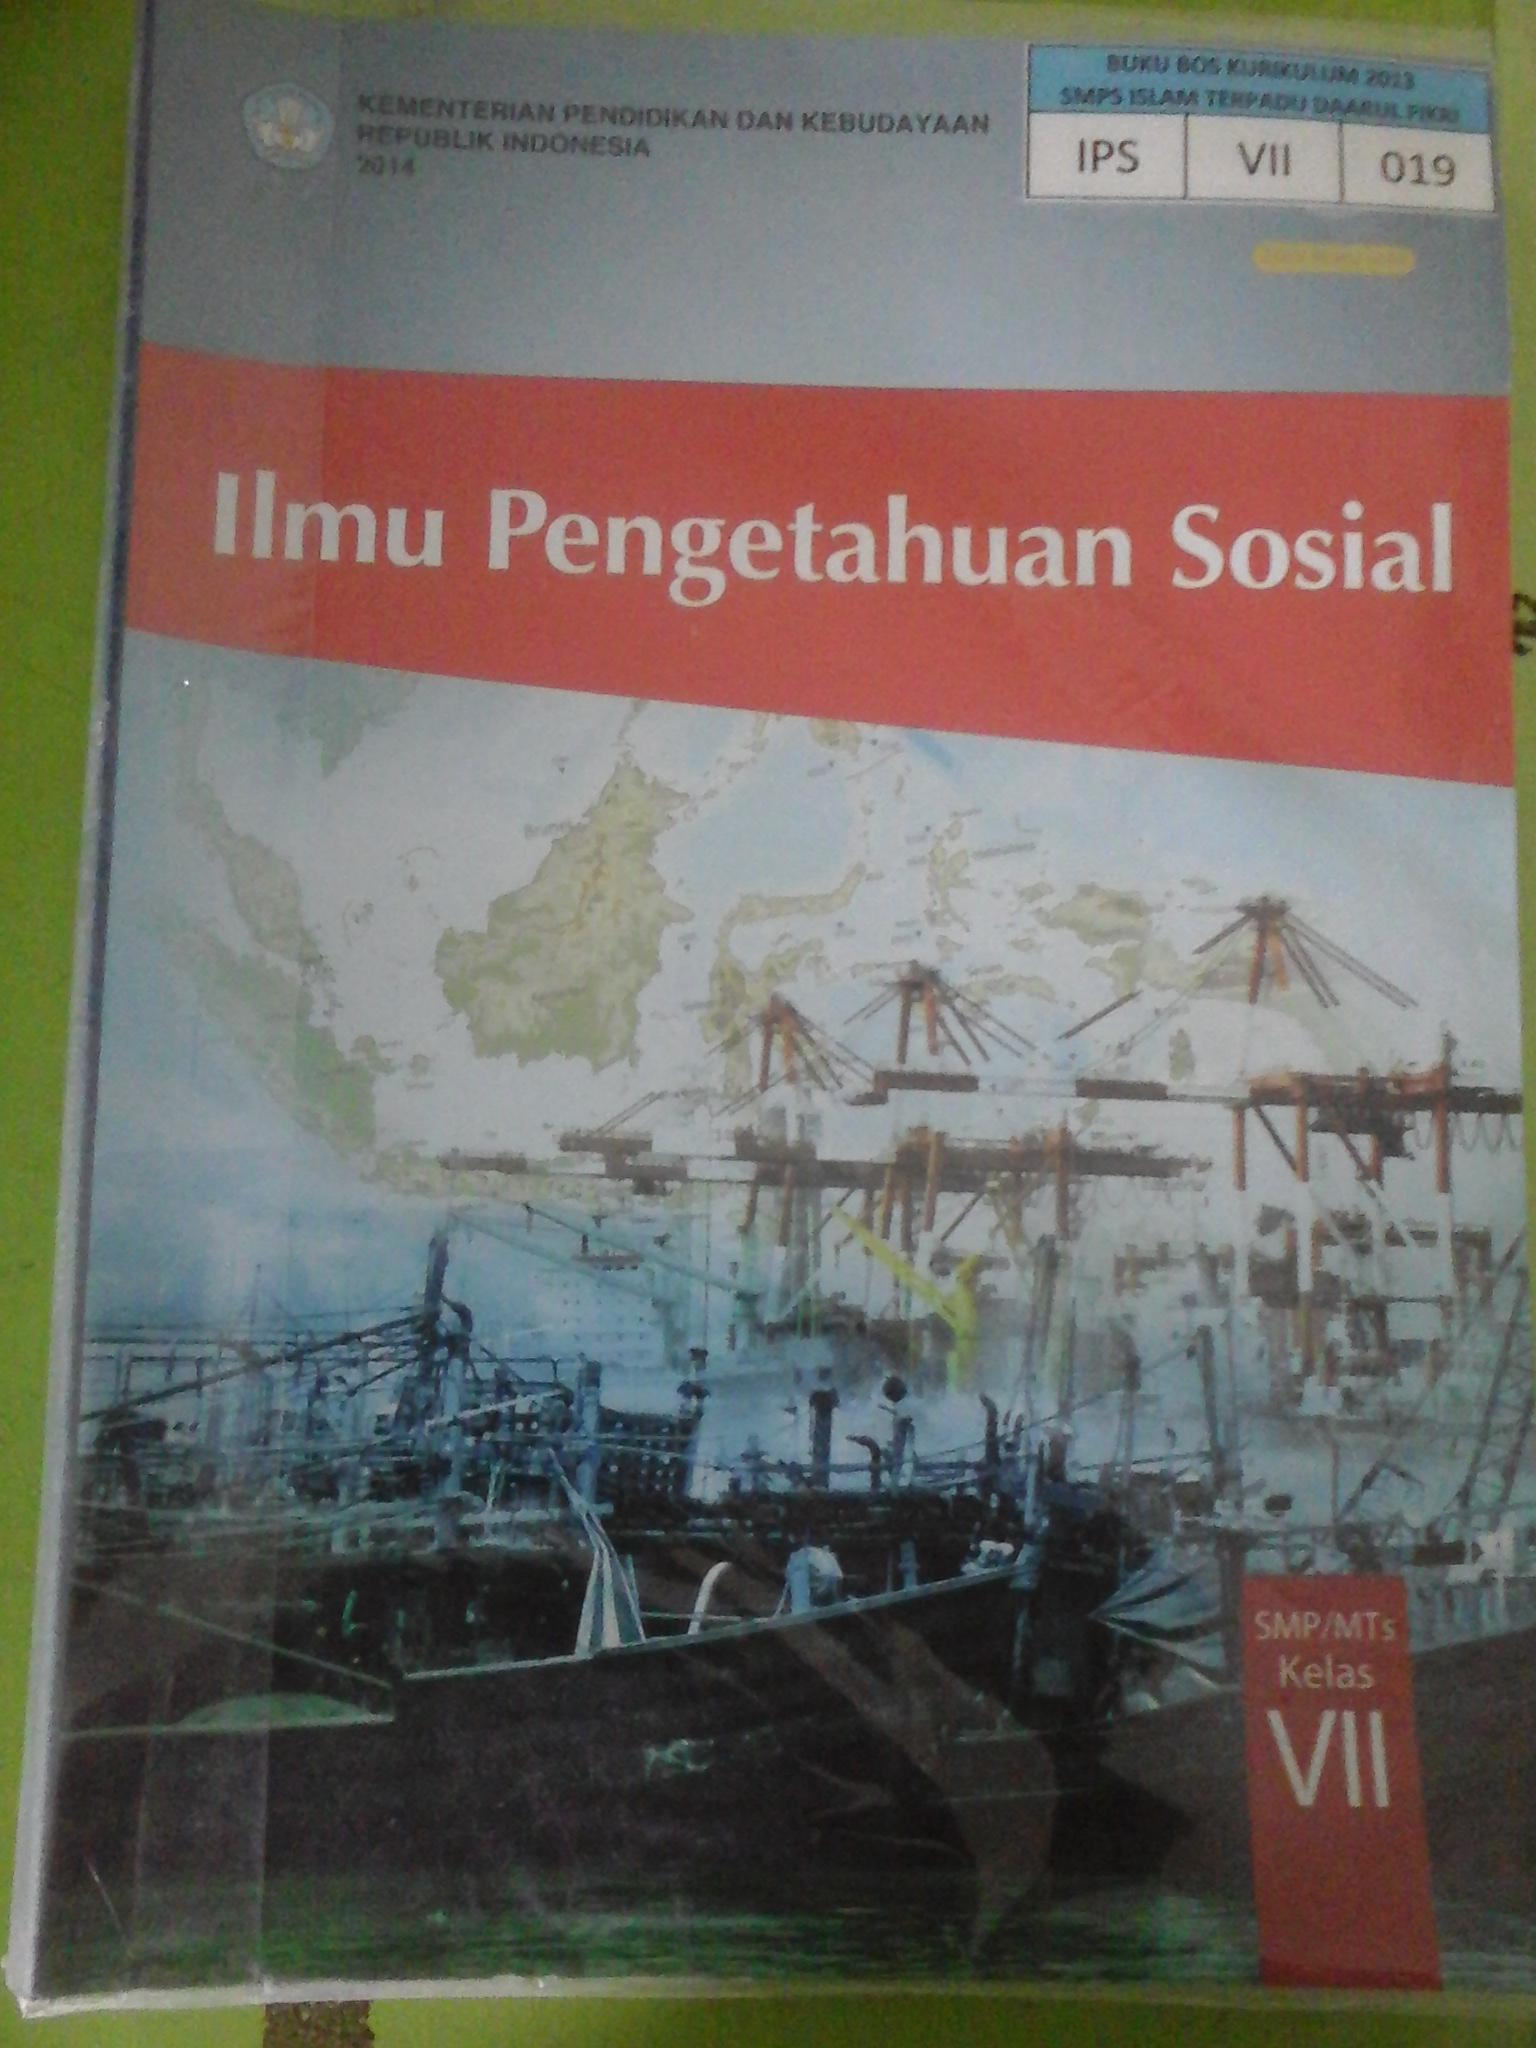 KEMENTERIAN PENDIDIKAN DAN KEBUDAYAAN
REPUBLIK INDONESIA
2014
BUKU BOS KURIKULUM 2013
SMPS ISLAM TERPADU DAARUL FIKRI
IPS VII 019
Ilmu Pengetahuan Sosial
SMP/MTs
Kelas
VII